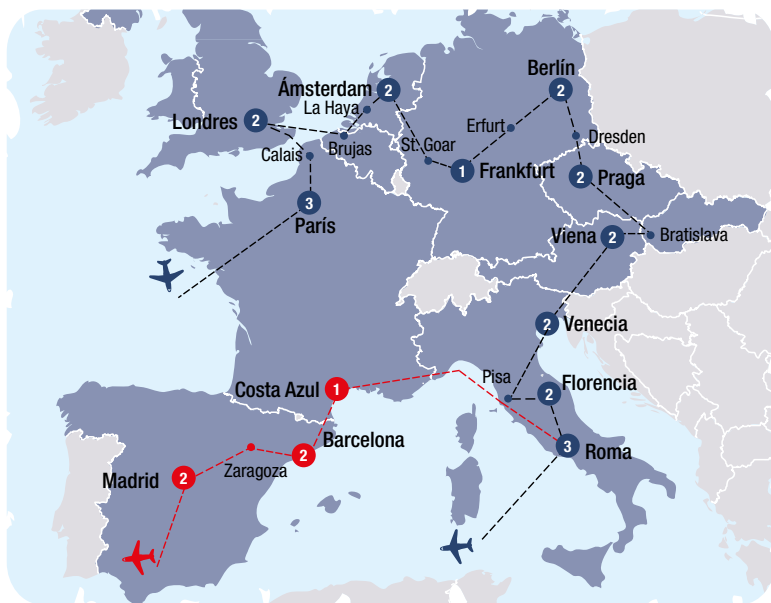 Berlín
2
Ámsterdam
2
La Haya
Londres
2
Erfurt
Brujas
St. Goar
Dresden
Calais
1
Frankfurt
2
Praga
3
París
Viena
2
Bratislava
2
Venecia
Pisa
Costa Azul
1
2
Florencia
Barcelona
2
Roma
3
Zaragoza
Madrid
2